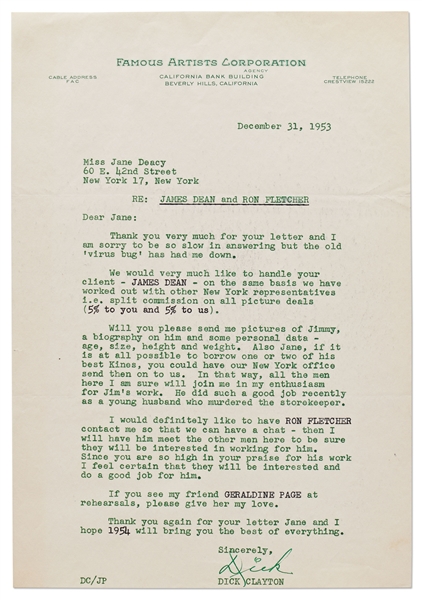 FAMOUS ARTISTS CORPORATION
AGENCY
CABLE ADDRESS
FAC
CALIFORNIA BANK BUILDING
BEVERLY HILLS, CALIFORNIA
TELEPHONE
CRESTVIEW 15222
December 31, 1953
Miss Jane Deacy
60 E. 42nd Street
New York 17, New York
RE: JAMES DEAN and RON FLETCHER
Dear Jane:
Thank you very much for your letter and I
am sorry to be so slow in answering but the old
'virus bug' has had me down.
We would very much like to handle your
client - JAMES DEAN - on the same basis we have
worked out with other New York representatives
i.e. split commission on all picture deals
(5% to you and 5% to us).
Will you please send me pictures of Jimmy,
a biography on him and some personal data -
age, size, height and weight. Also Jane, if it
is at all possible to borrow one or two of his
best Kines, you could have our New York office
send then on to us. In that way, all the men
here I am sure will join me in my enthusiasm
for Jim's work. He did such a good job recently
as a young husband who murdered the storekeeper.
I would definitely like to have RON FLETCHER
contact me so that we can have a chat - then I
will have him meet the other men here to be sure
they will be interested in working for him.
Since you are so high in your praise for his work
I feel certain that they will be interested and
do a good job for him.
If you see my friend GERALDINE PAGE at
rehearsals, please give her my love.
Thank you again for your letter Jane and I
hope 1954 will bring you the best of everything.
Sincerely,
Dick
DC/JP DICK CLAYTON